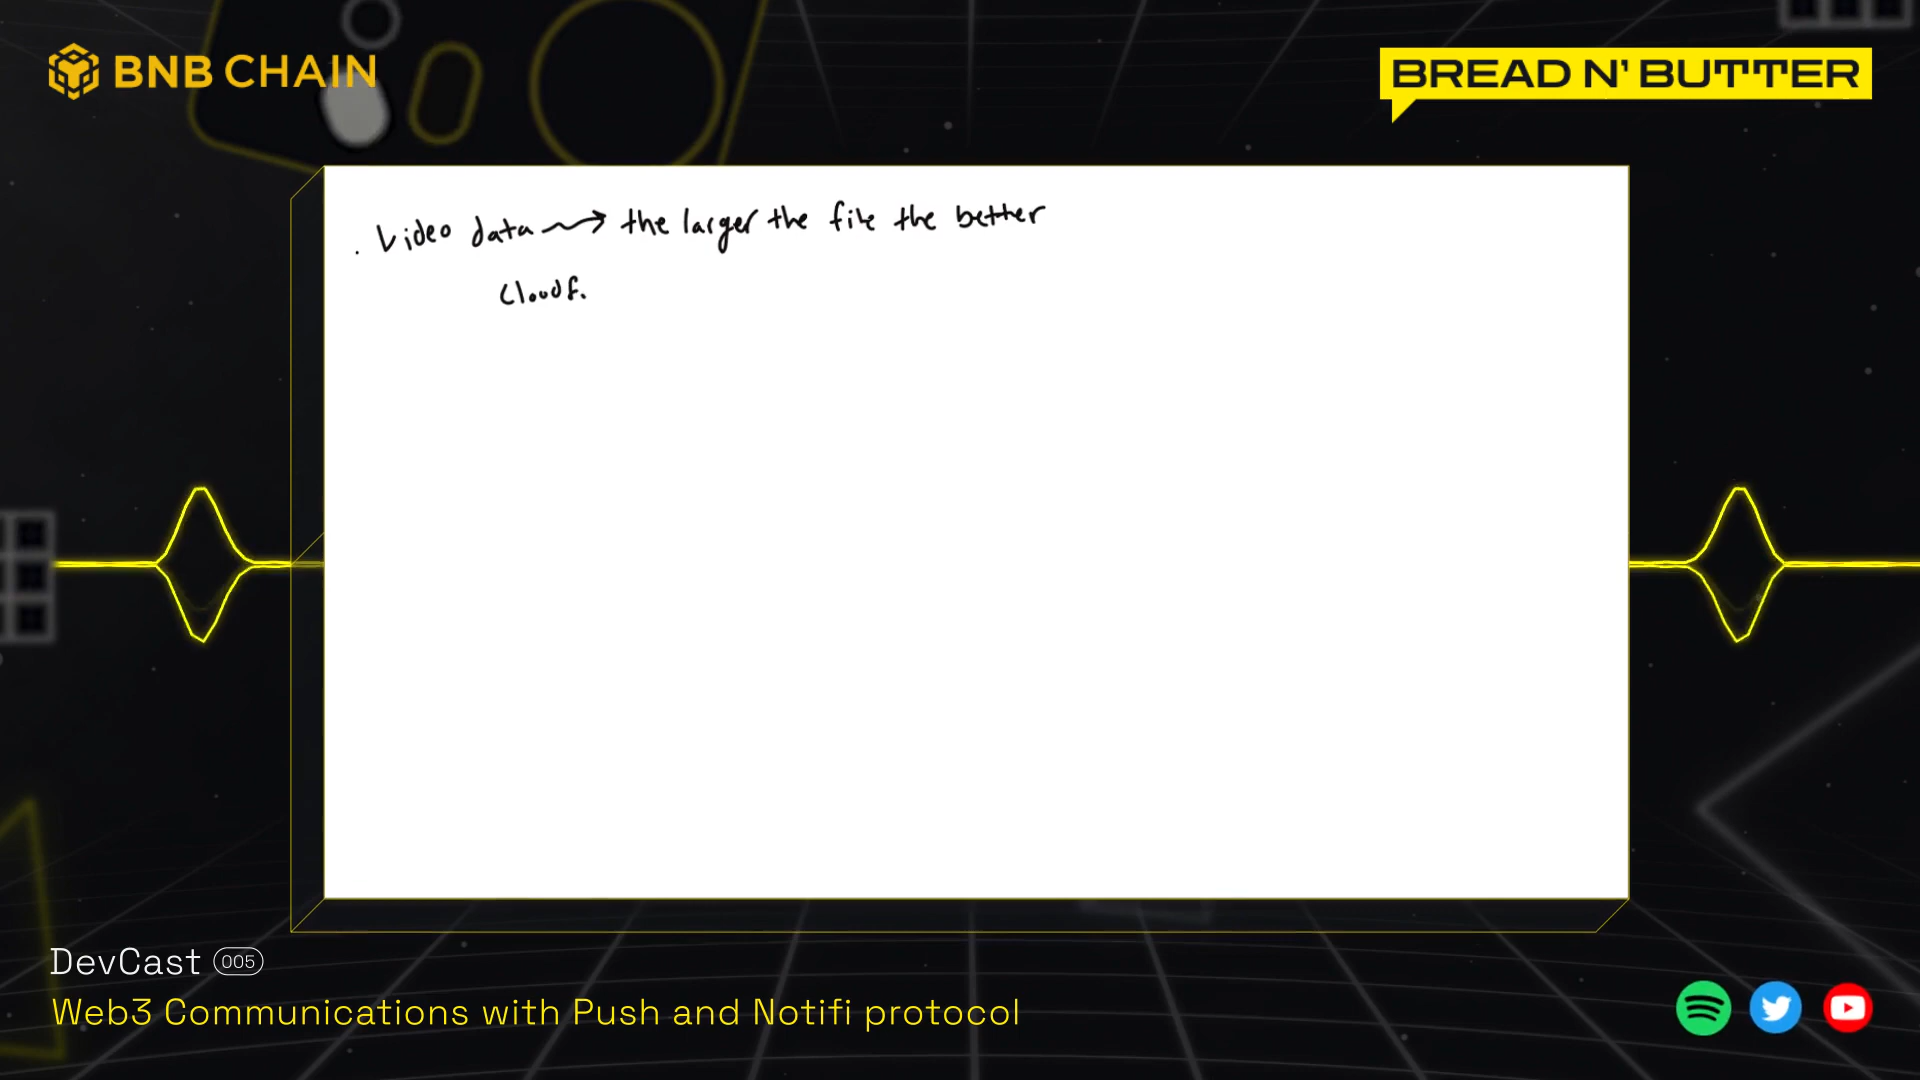 BNB CHAIN
BREAD N' BUTTER
. Video data → the larger the file the better
Cloudf.
DevCast 005
Web3 Communications with Push and Notifi protocol